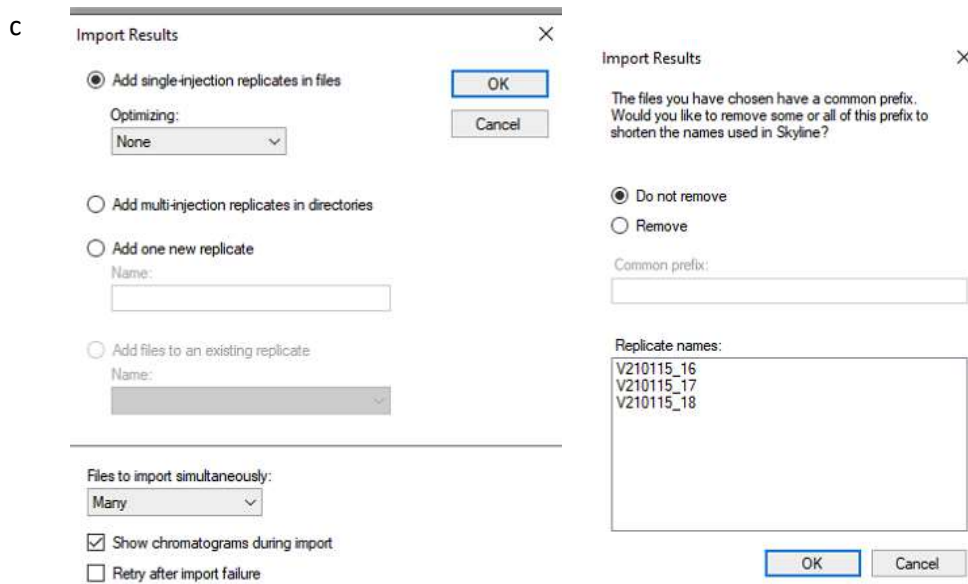 c
Import Results
Add single-injection replicates in files
OK
Optimizing:
None
Cancel
Add multi-injection replicates in directories
Add one new replicate
Name:
Add files to an existing replicate
Name:
Files to import simultaneously:
Many
Show chromatograms during import
Retry after import failure
Import Results
The files you have chosen have a common prefix.
Would you like to remove some or all of this prefix to
shorten the names used in Skyline?
Do not remove
Remove
Common prefix:
Replicate names:
V210115_16
V210115_17
V210115_18
OK
Cancel